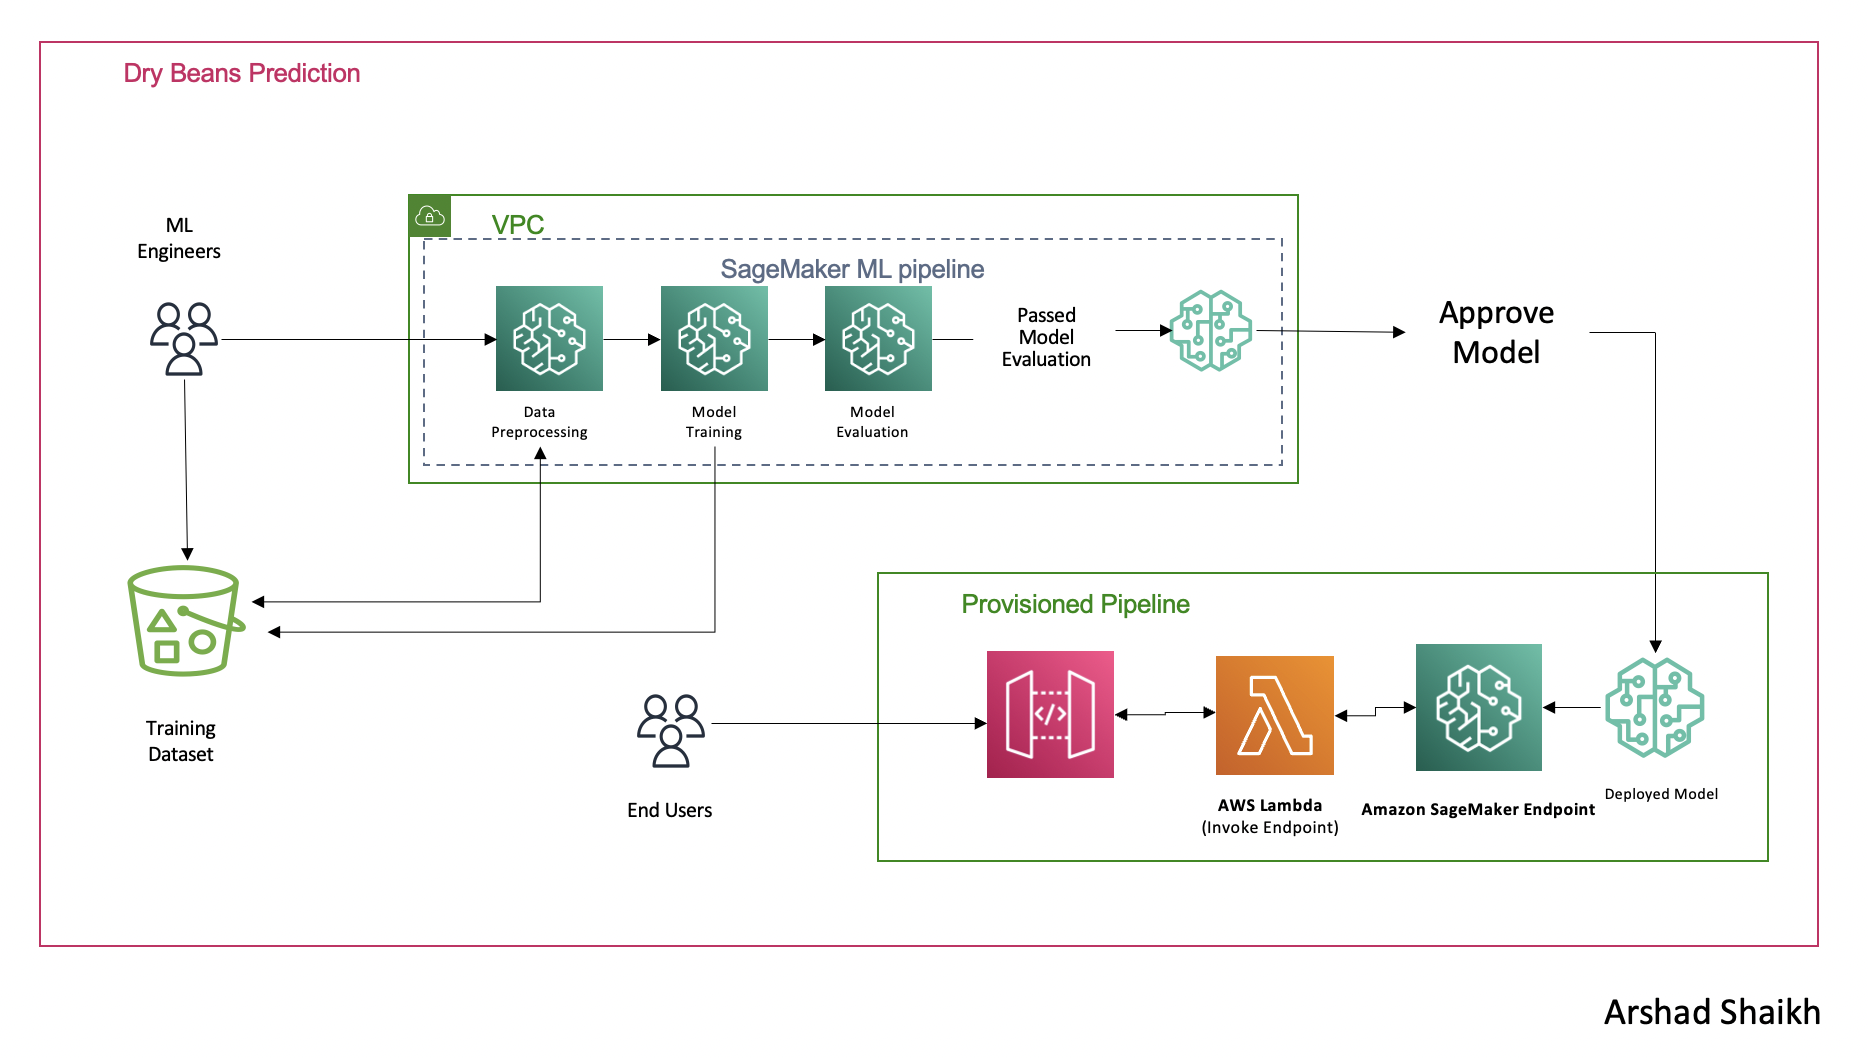 Dry Beans Prediction
ML
Engineers
VPC
SageMaker ML pipeline
Data
Preprocessing
Model
Training
Model
Evaluation
Passed
Model
Evaluation
Approve
Model
Training
Dataset
End Users
Provisioned Pipeline
</>
AWS Lambda
(Invoke Endpoint)
Amazon SageMaker Endpoint
Deployed Model
Arshad Shaikh